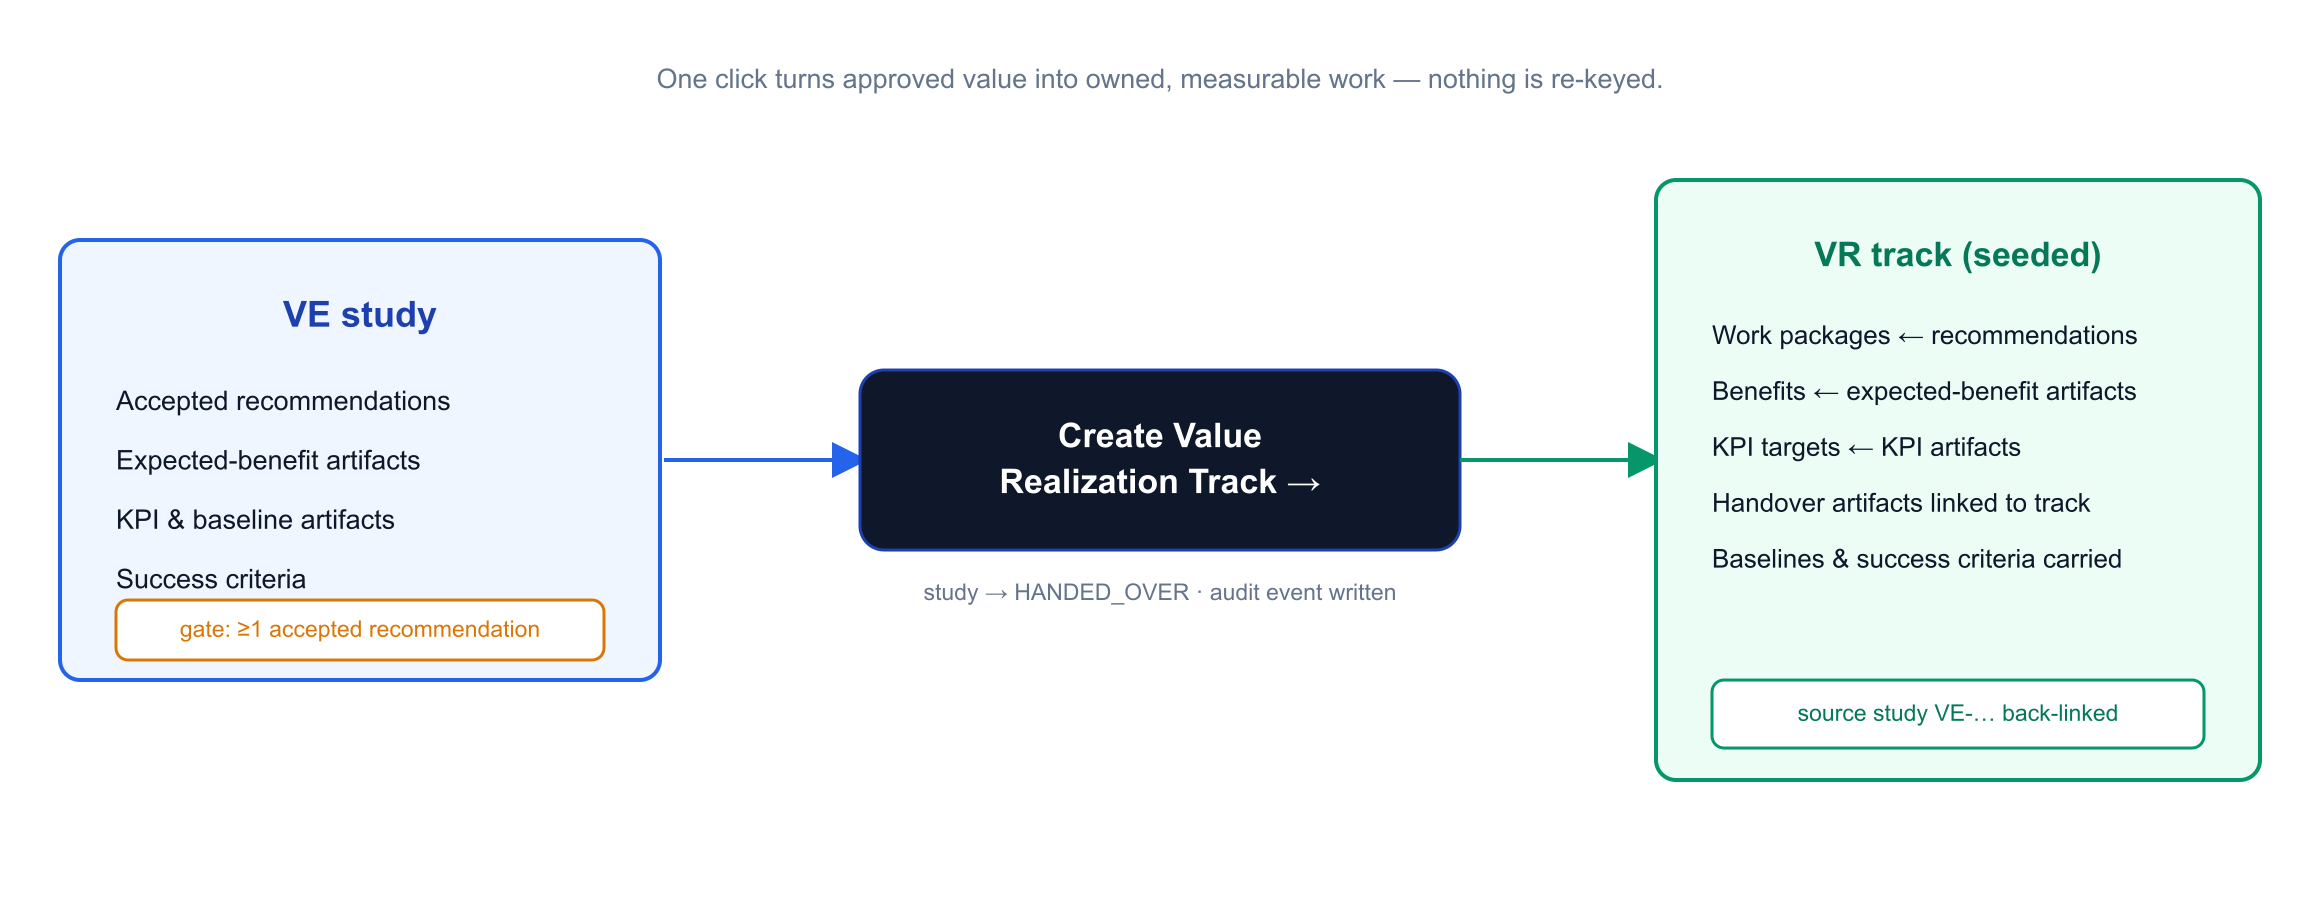 One click turns approved value into owned, measurable work — nothing is re-keyed.
VE study
Accepted recommendations
Expected-benefit artifacts
KPI & baseline artifacts
Success criteria
gate: ≥1 accepted recommendation
Create Value
Realization Track →
study → HANDED_OVER · audit event written
VR track (seeded)
Work packages ← recommendations
Benefits ← expected-benefit artifacts
KPI targets ← KPI artifacts
Handover artifacts linked to track
Baselines & success criteria carried
source study VE-… back-linked